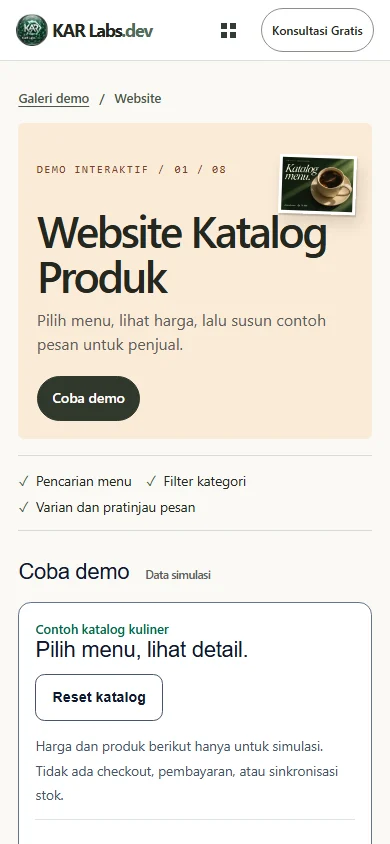 KAR Labs.dev
Konsultasi Gratis
Galeri demo / Website
DEMO INTERAKTIF / 01 / 08
Katalog
menu.
Website Katalog
Produk
Pilih menu, lihat harga, lalu susun contoh
pesan untuk penjual.
Coba demo
✓ Pencarian menu ✓ Filter kategori
✓ Varian dan pratinjau pesan
Coba demo Data simulasi
Contoh katalog kuliner
Pilih menu, lihat detail.
Reset katalog
Harga dan produk berikut hanya untuk simulasi.
Tidak ada checkout, pembayaran, atau sinkronisasi
stok.